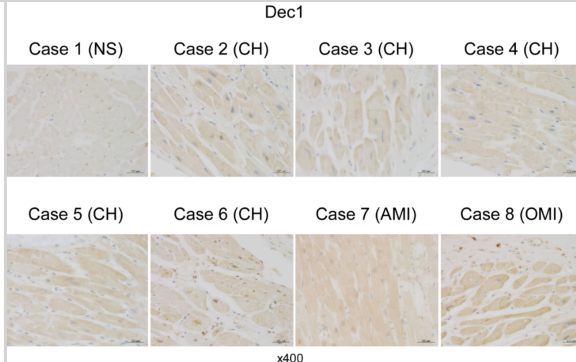 Dec1
Case 1 (NS) Case 2 (CH) Case 3 (CH) Case 4 (CH)
Case 5 (CH) Case 6 (CH) Case 7 (AMI) Case 8 (OMI)
x400